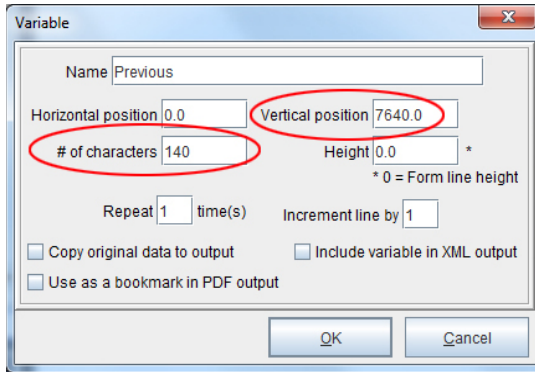 Variable
Name Previous
Horizontal position 0.0 Vertical position 7640.0
# of characters 140 Height 0.0 *
* 0 = Form line height
Repeat 1 time(s) Increment line by 1
Copy original data to output Include variable in XML output
Use as a bookmark in PDF output
OK Cancel